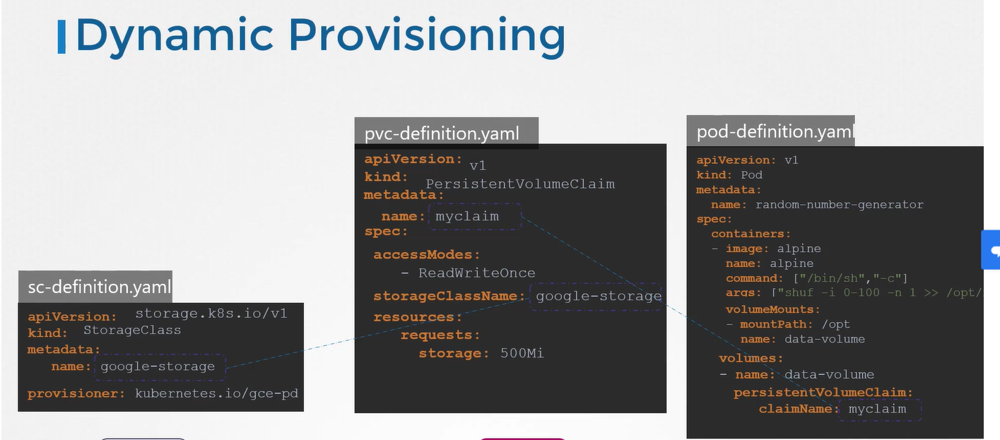 Dynamic Provisioning
sc-definition.yaml
apiVersion: storage.k8s.io/v1
kind: StorageClass
metadata:
name: google-storage
provisioner: kubernetes.io/gce-pd
pvc-definition.yaml
apiVersion: v1
kind: PersistentVolumeClaim
metadata:
name: myclaim
spec:
accessModes:
- ReadWriteOnce
storageClassName: google-storage
resources:
requests:
storage: 500Mi
pod-definition.yaml
apiVersion: v1
kind: Pod
metadata:
name: random-number-generator
spec:
containers:
- image: alpine
name: alpine
command: ["/bin/sh","-c"]
args: ["shuf -i 0-100 -n 1 >> /opt/
volumeMounts:
- mountPath: /opt
name: data-volume
volumes:
- name: data-volume
persistentVolumeClaim:
claimName: myclaim